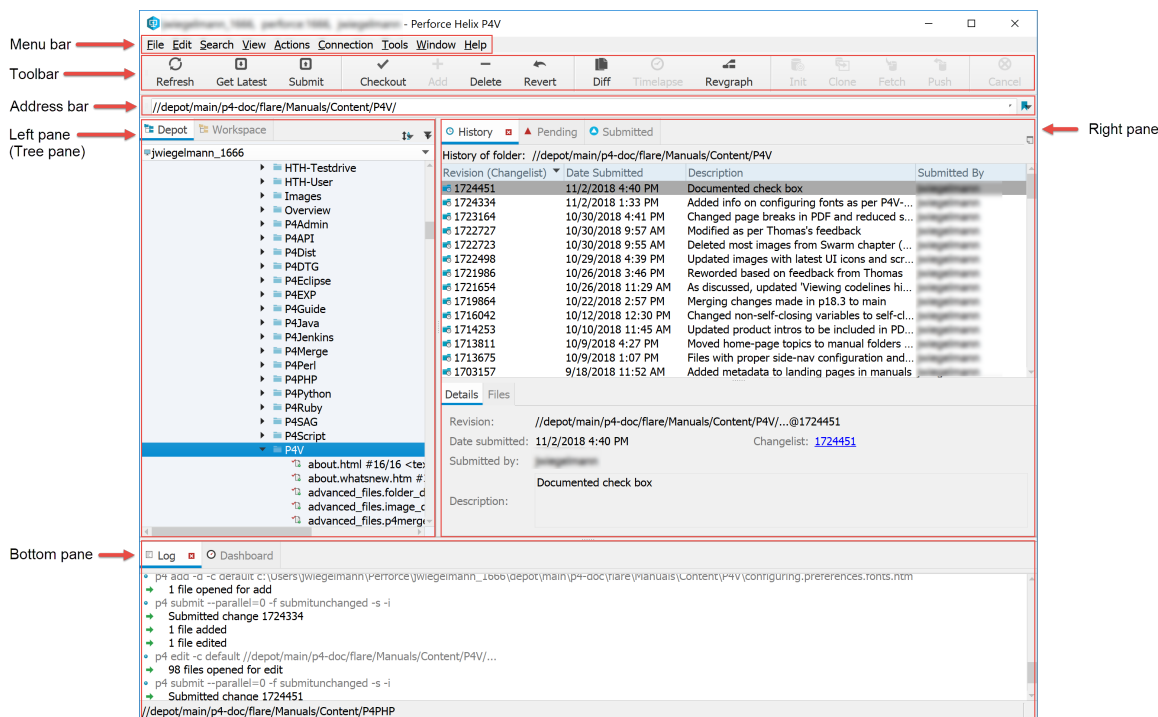 - Perforce Helix P4V
Menu bar
File Edit Search View Actions Connection Tools Window Help
Toolbar
Refresh Get Latest Submit Checkout Add Delete Revert Diff Timelapse Revgraph Init Clone Fetch Push Cancel
Address bar
//depot/main/p4-doc/flare/Manuals/Content/P4V/
Left pane
(Tree pane)
Depot Workspace
jwiegelmann_1666
HTH-Testdrive
HTH-User
Images
Overview
P4Admin
P4API
P4Dist
P4DTG
P4Eclipse
P4EXP
P4Guide
P4Java
P4Jenkins
P4Merge
P4Perl
P4PHP
P4Python
P4Ruby
P4SAG
P4Script
P4V
about.html #16/16 <tex
about.whatsnew.htm #
advanced_files.folder_d
advanced_files.image_c
advanced_files.p4merg
Right pane
History Pending Submitted
History of folder: //depot/main/p4-doc/flare/Manuals/Content/P4V
Revision (Changelist) Date Submitted Description Submitted By
1724451 11/2/2018 4:40 PM Documented check box
1724334 11/2/2018 1:33 PM Added info on configuring fonts as per P4V-...
1723164 10/30/2018 4:41 PM Changed page breaks in PDF and reduced s...
1722727 10/30/2018 9:57 AM Modified as per Thomas's feedback
1722723 10/30/2018 9:55 AM Deleted most images from Swarm chapter (...
1722498 10/29/2018 4:39 PM Updated images with latest UI icons and scr...
1721986 10/26/2018 3:46 PM Reworded based on feedback from Thomas
1721654 10/26/2018 11:29 AM As discussed, updated 'Viewing codelines hi...
1719864 10/22/2018 2:57 PM Merging changes made in p18.3 to main
1716042 10/12/2018 12:30 PM Changed non-self-closing variables to self-cl...
1714253 10/10/2018 11:45 AM Updated product intros to be included in PD...
1713811 10/9/2018 4:27 PM Moved home-page topics to manual folders ...
1713675 10/9/2018 1:07 PM Files with proper side-nav configuration and...
1703157 9/18/2018 11:52 AM Added metadata to landing pages in manuals
Details Files
Revision: //depot/main/p4-doc/flare/Manuals/Content/P4V/...@1724451
Date submitted: 11/2/2018 4:40 PM Changelist: 1724451
Submitted by:
Documented check box
Description:
Bottom pane
Log Dashboard
p4 add -d -c default c:\Users\jwiegelmann\Perforce\jwiegelmann_1666\depot\main\p4-doc\flare\Manuals\Content\P4V\configuring.preferences.fonts.htm
1 file opened for add
p4 submit --parallel=0 -f submitunchanged -s -i
Submitted change 1724334
1 file added
1 file edited
p4 edit -c default //depot/main/p4-doc/flare/Manuals/Content/P4V/...
98 files opened for edit
p4 submit --parallel=0 -f submitunchanged -s -i
Submitted change 1724451
//depot/main/p4-doc/flare/Manuals/Content/P4PHP